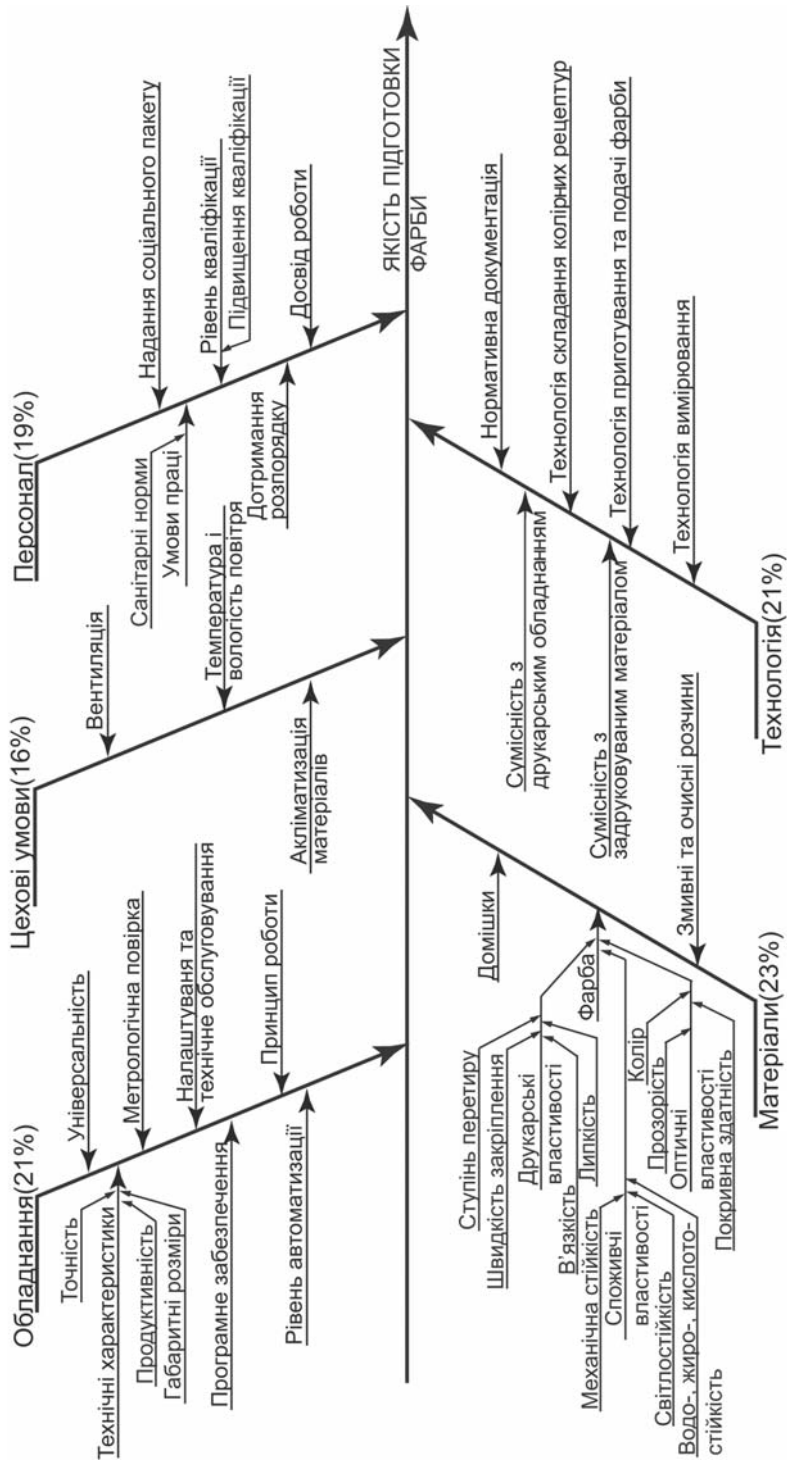 Обладнання(21%)
Універсальність
Точність
Технічні характеристики
Продуктивність
Габаритні розміри
Метрологічна повірка
Налаштуваня та
технічне обслуговування
Програмне забезпечення
Принцип роботи
Рівень автоматизації
Цехові умови(16%)
Вентиляція
Температура і
вологість повітря
Акліматизація
матеріалів
Персонал(19%)
Надання соціального пакету
Санітарні норми
Умови праці
Рівень кваліфікації
Підвищення кваліфікації
Дотримання
розпорядку
Досвід роботи
ЯКІСТЬ ПІДГОТОВКИ
ФАРБИ
Домішки
Фарба
Ступінь перетиру
Швидкість закріплення
Друкарські
властивості
В'язкість
Липкість
Механічна стійкість
Споживчі
властивості
Світлостійкість
Водо-, жиро-, кислото-
стійкість
Колір
Прозорість
Оптичні
властивості
Покривна здатність
Змивні та очисні розчини
Матеріали(23%)
Нормативна документація
Сумісність з
друкарським обладнанням
Технологія складання колірних рецептур
Сумісність з
задруковуваним матеріалом
Технологія приготування та подачі фарби
Технологія вимірювання
Технологія(21%)